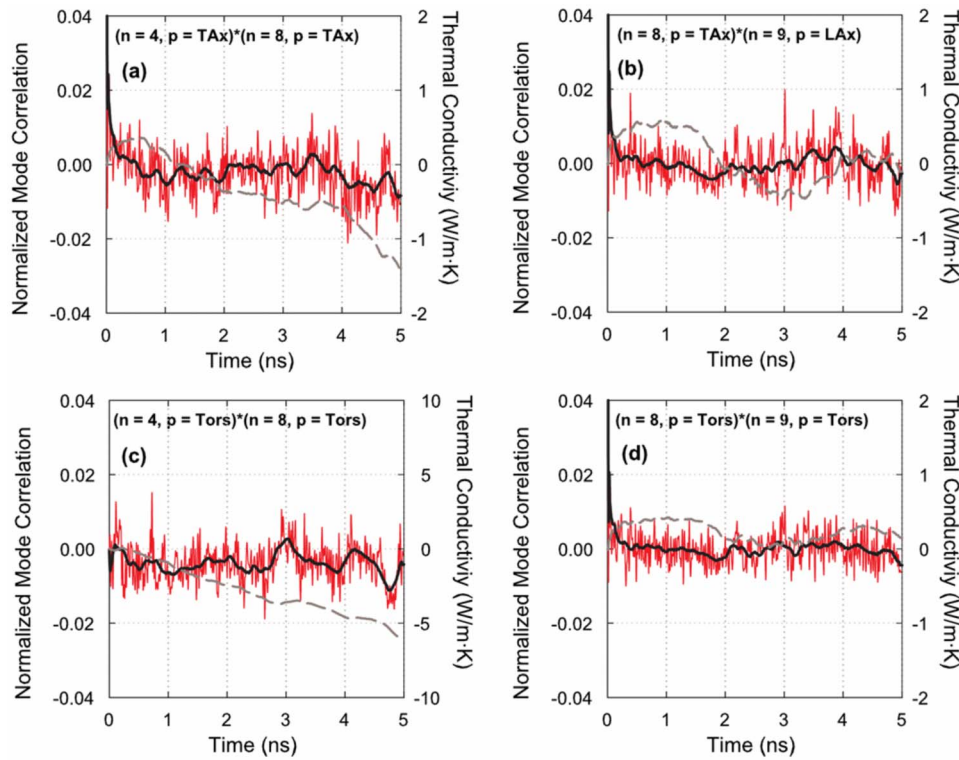 (n = 4, p = TAx)*(n = 8, p = TAx)
(a)
Normalized Mode Correlation
0.04
0.02
0.00
-0.02
-0.04
2
1
0
-1
-2
Thermal Conductiviy (W/m·K)
0 1 2 3 4 5
Time (ns)
(n = 8, p = TAx)*(n = 9, p = LAx)
(b)
Normalized Mode Correlation
0.04
0.02
0.00
-0.02
-0.04
2
1
0
-1
-2
Thermal Conductiviy (W/m·K)
0 1 2 3 4 5
Time (ns)
(n = 4, p = Tors)*(n = 8, p = Tors)
(c)
Normalized Mode Correlation
0.04
0.02
0.00
-0.02
-0.04
10
5
0
-5
-10
Thermal Conductiviy (W/m·K)
0 1 2 3 4 5
Time (ns)
(n = 8, p = Tors)*(n = 9, p = Tors)
(d)
Normalized Mode Correlation
0.04
0.02
0.00
-0.02
-0.04
2
1
0
-1
-2
Thermal Conductiviy (W/m·K)
0 1 2 3 4 5
Time (ns)